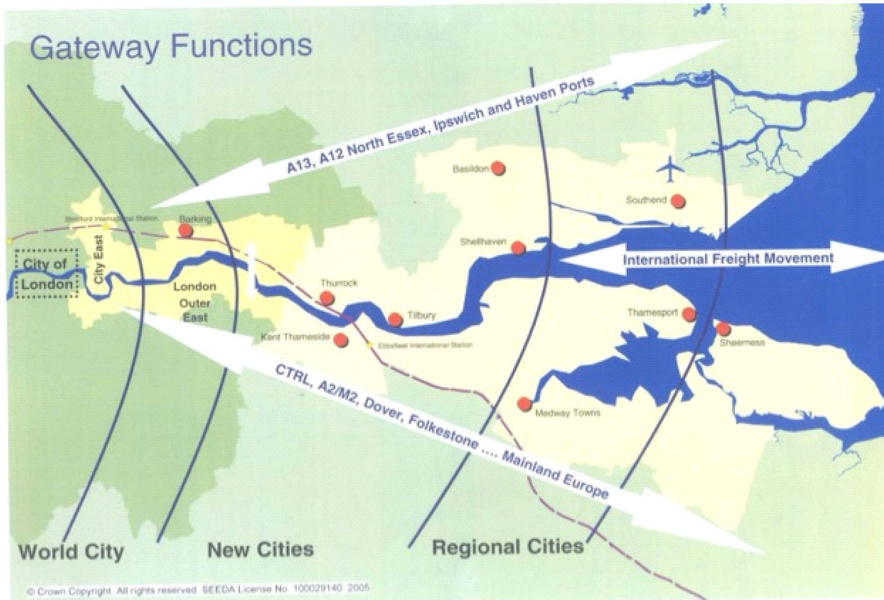 Gateway Functions
A13, A12 North Essex, Ipswich and Haven Ports
Basildon
Southend
Stratford International Station
Barking
City East
Shellhaven
City of
London
International Freight Movement
London
Outer
East
Thurrock
Tilbury
Thamesport
Kent Thameside
Ebbsfleet International Station
Sheerness
CTRL, A2/M2, Dover, Folkestone .... Mainland Europe
Medway Towns
World City
New Cities
Regional Cities
© Crown Copyright. All rights reserved. SEEDA License No. 100029140 2005